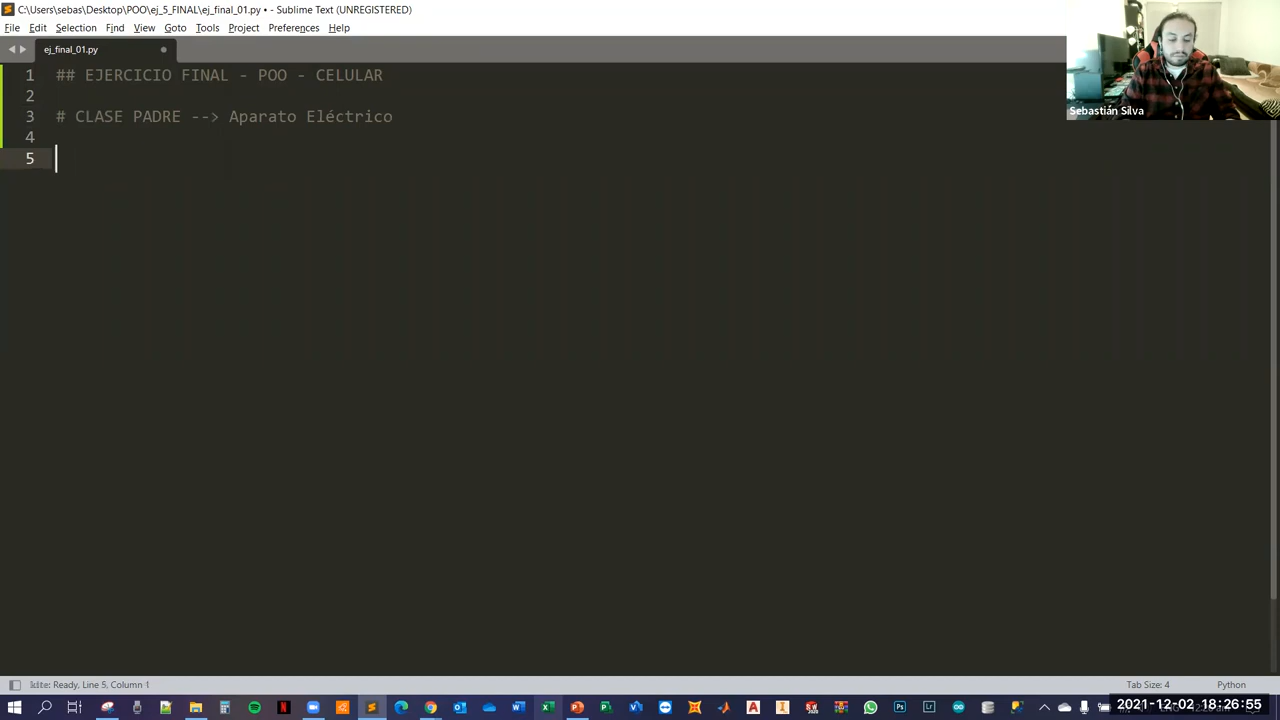 C:\Users\sebas\Desktop\POO\ej_5_FINAL\ej_final_01.py • - Sublime Text (UNREGISTERED)
File Edit Selection Find View Goto Tools Project Preferences Help
ej_final_01.py
1 ## EJERCICIO FINAL - POO - CELULAR
2
3 # CLASE PADRE --> Aparato Eléctrico
4
5
Sebastián Silva
kite: Ready, Line 5, Column 1
Tab Size: 4
Python
2021-12-02 18:26:55